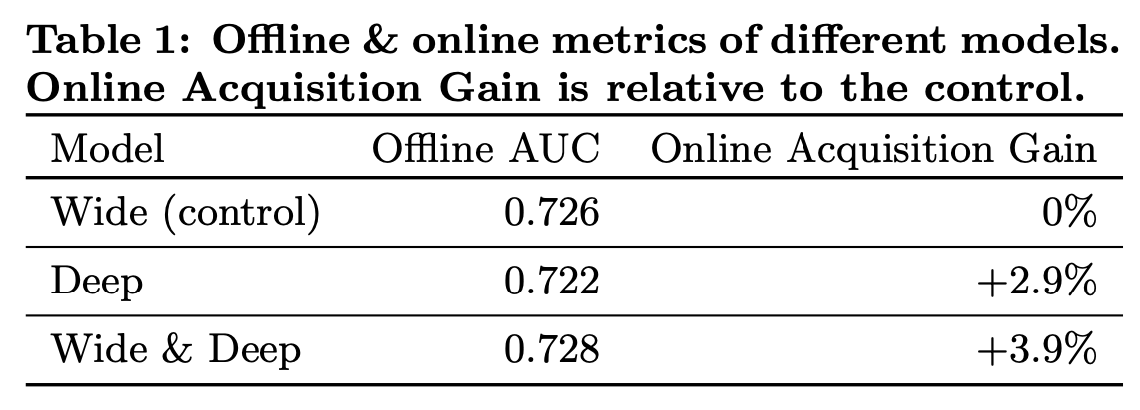 Table 1: Offline & online metrics of different models.
Online Acquisition Gain is relative to the control.
Model Offline AUC Online Acquisition Gain
Wide (control) 0.726 0%
Deep 0.722 +2.9%
Wide & Deep 0.728 +3.9%